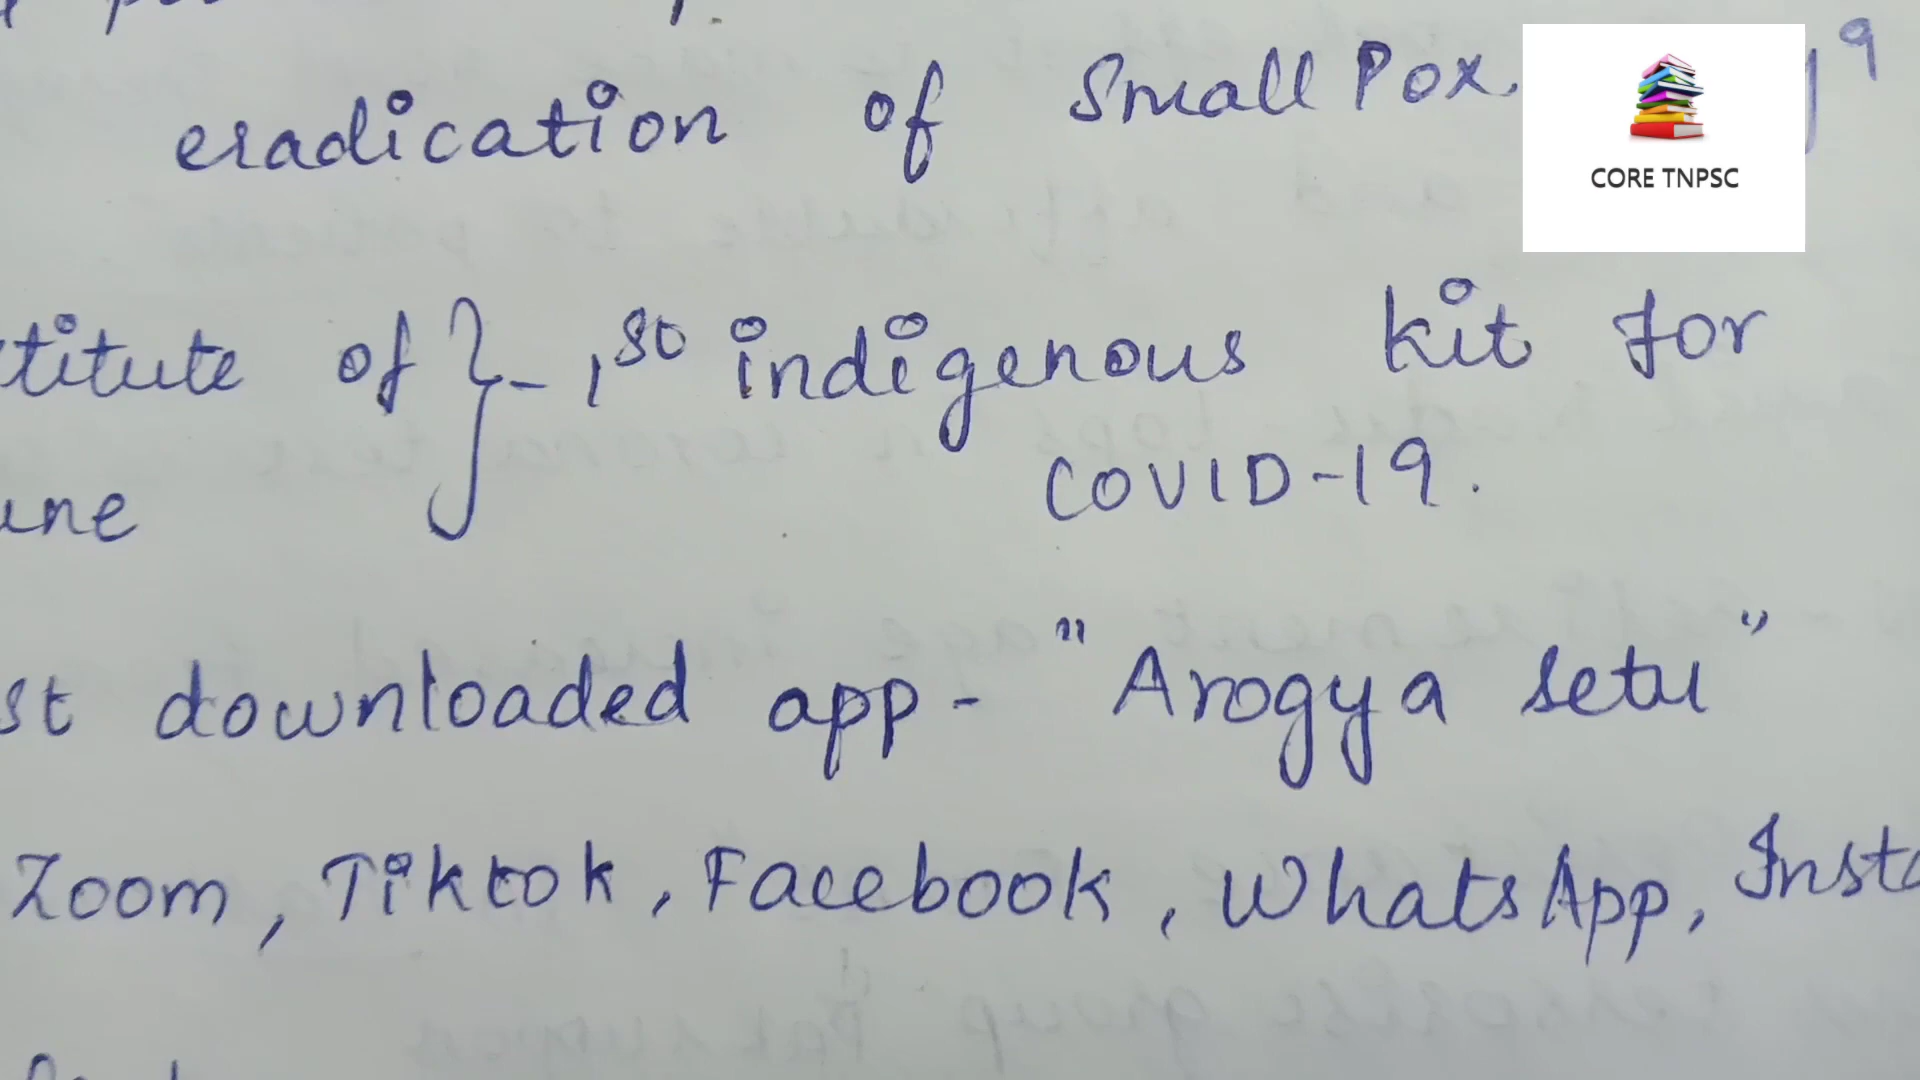 eradication of Small Pox.
CORE TNPSC
titute of } - 1st indigenous kit for
une COVID-19.
st downloaded app - "Arogya setu"
Zoom, Tiktok, Facebook, WhatsApp, Insta